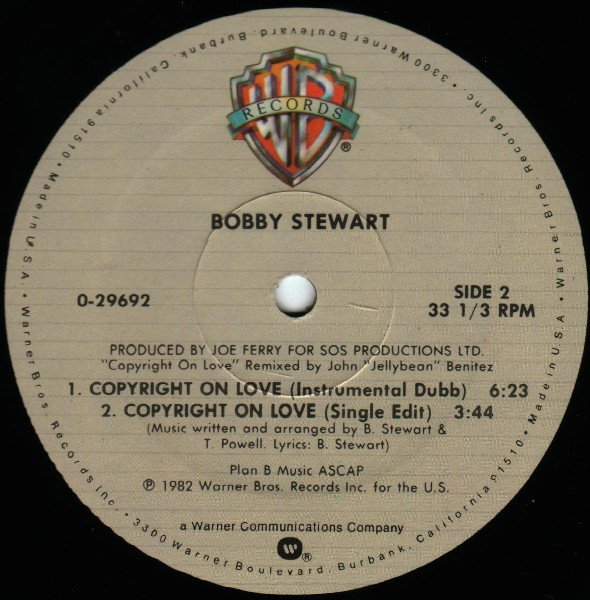 Warner Bros. Records Inc. • 3300 Warner Boulevard, Burbank, California 91510 • Made in U.S.A. • Warner Bros. Records Inc. • 3300 Warner Boulevard, Burbank, California 91510 • Made in U.S.A. •
WB
RECORDS
®
BOBBY STEWART
0-29692
SIDE 2
33 1/3 RPM
PRODUCED BY JOE FERRY FOR SOS PRODUCTIONS LTD.
"Copyright On Love" Remixed by John "Jellybean" Benitez
1. COPYRIGHT ON LOVE (Instrumental Dubb) 6:23
2. COPYRIGHT ON LOVE (Single Edit) 3:44
(Music written and arranged by B. Stewart &
T. Powell. Lyrics: B. Stewart)
Plan B Music ASCAP
℗ 1982 Warner Bros. Records Inc. for the U.S.
a Warner Communications Company
®